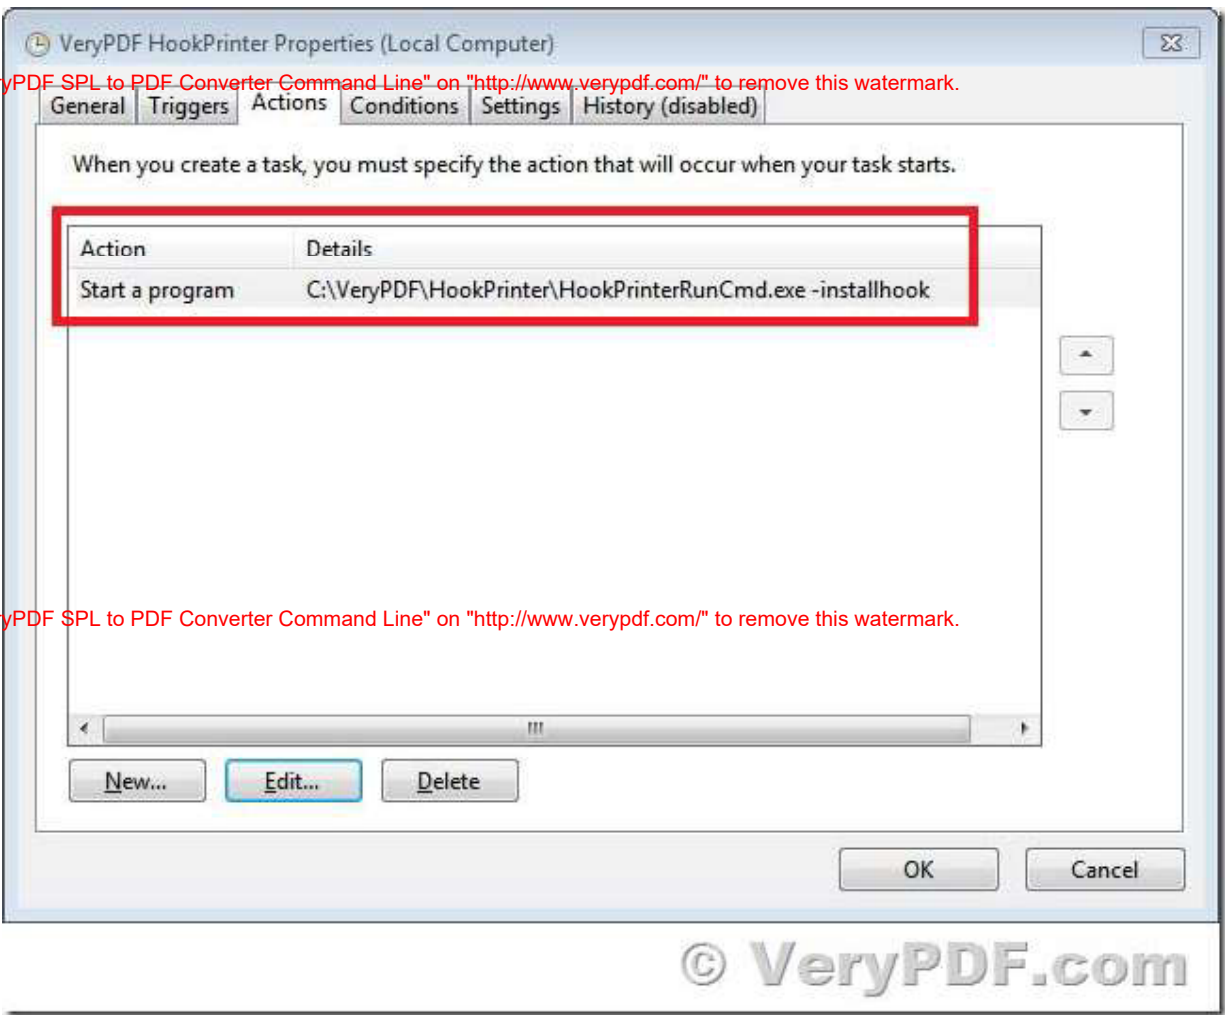 VeryPDF HookPrinter Properties (Local Computer)
yPDF SPL to PDF Converter Command Line" on "http://www.verypdf.com/" to remove this watermark.
General Triggers Actions Conditions Settings History (disabled)
When you create a task, you must specify the action that will occur when your task starts.
Action Details
Start a program C:\VeryPDF\HookPrinter\HookPrinterRunCmd.exe -installhook
yPDF SPL to PDF Converter Command Line" on "http://www.verypdf.com/" to remove this watermark.
New... Edit... Delete
OK Cancel
© VeryPDF.com